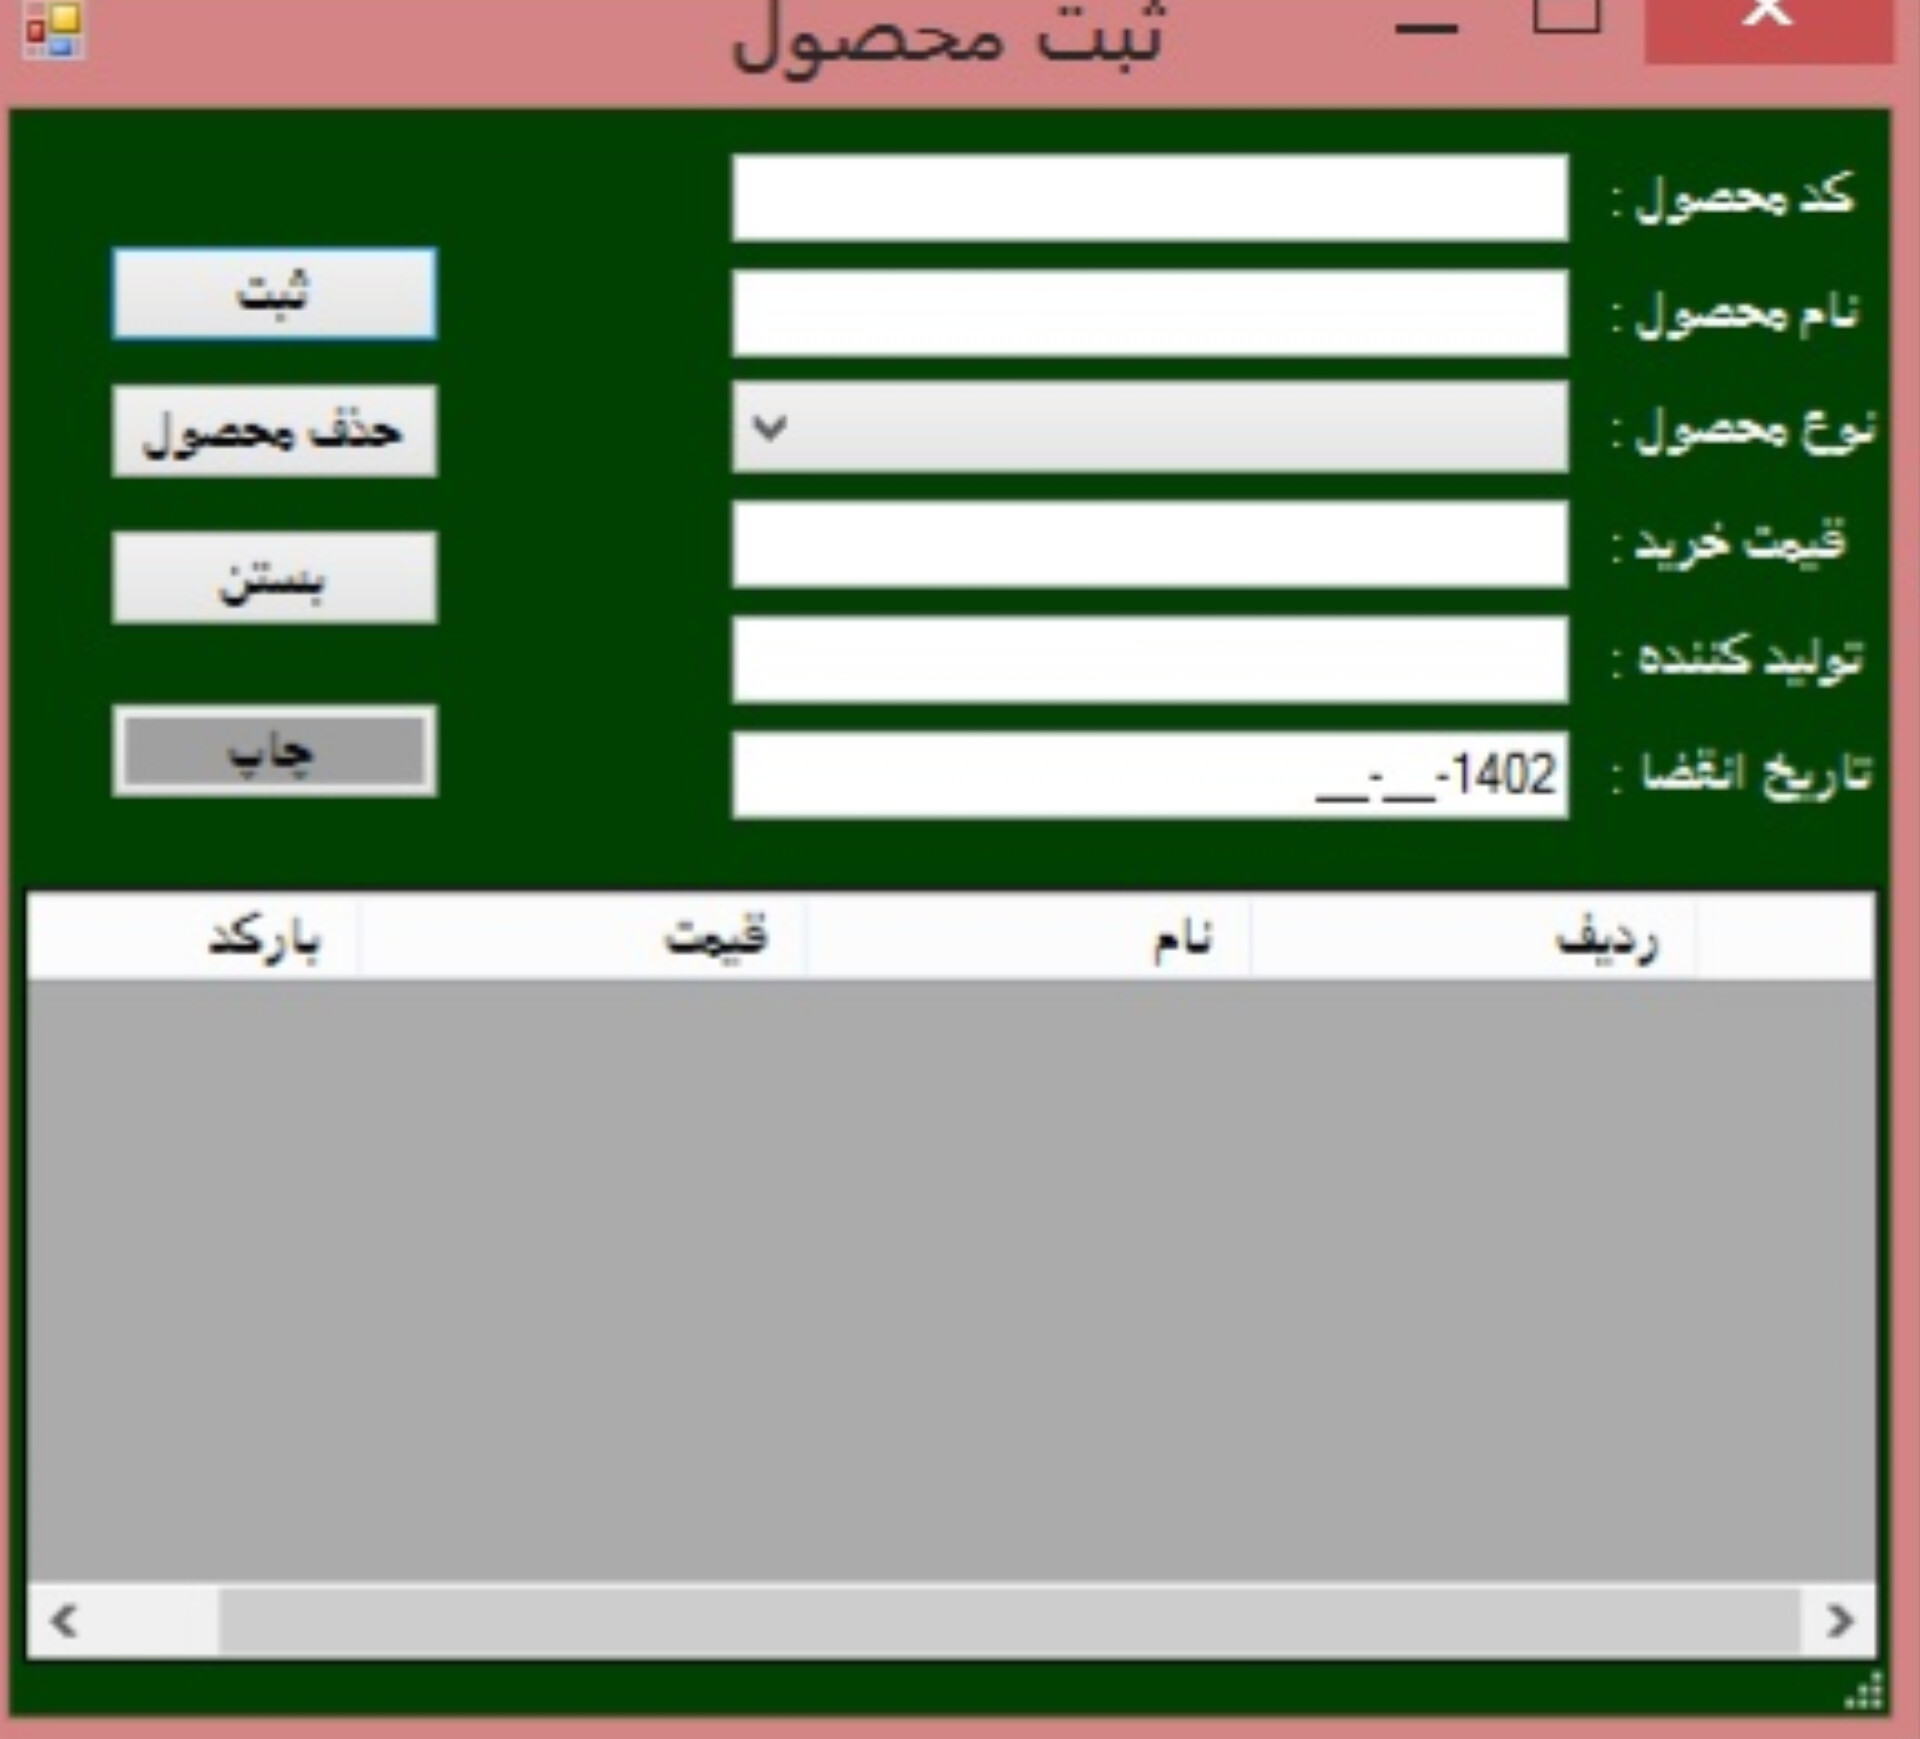 ثبت محصول
کد محصول :
نام محصول :
نوع محصول :
قیمت خرید :
تولید کننده :
تاریخ انقضا :
1402-__-__
ثبت
حذف محصول
بستن
چاپ
ردیف نام قیمت بارکد